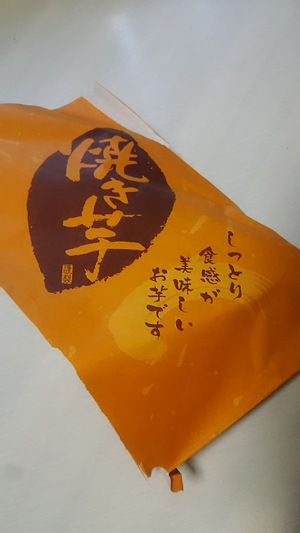 焼き芋
しっとり
食感が
美味しい
お芋です